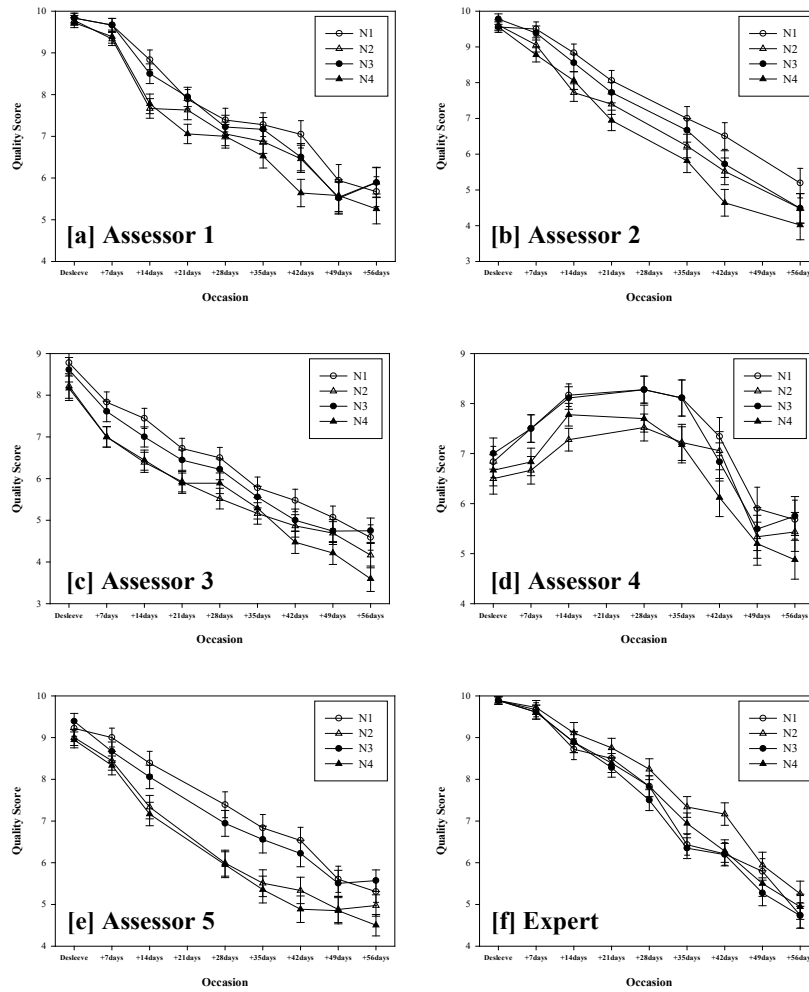 10
9
8
7
6
5
4
Quality Score
N1
N2
N3
N4
[a] Assessor 1
Desleeve +7days +14days +21days +28days +35days +42days +49days +56days
Occasion
10
9
8
7
6
5
4
3
Quality Score
N1
N2
N3
N4
[b] Assessor 2
Desleeve +7days +14days +21days +28days +35days +42days +49days +56days
Occasion
9
8
7
6
5
4
3
Quality Score
N1
N2
N3
N4
[c] Assessor 3
Desleeve +7days +14days +21days +28days +35days +42days +49days +56days
Occasion
9
8
7
6
5
4
Quality Score
N1
N2
N3
N4
[d] Assessor 4
Desleeve +7days +14days +21days +28days +35days +42days +49days +56days
Occasion
10
9
8
7
6
5
4
Quality Score
N1
N2
N3
N4
[e] Assessor 5
Desleeve +7days +14days +21days +28days +35days +42days +49days +56days
Occasion
10
9
8
7
6
5
4
Quality Score
N1
N2
N3
N4
[f] Expert
Desleeve +7days +14days +21days +28days +35days +42days +49days +56days
Occasion